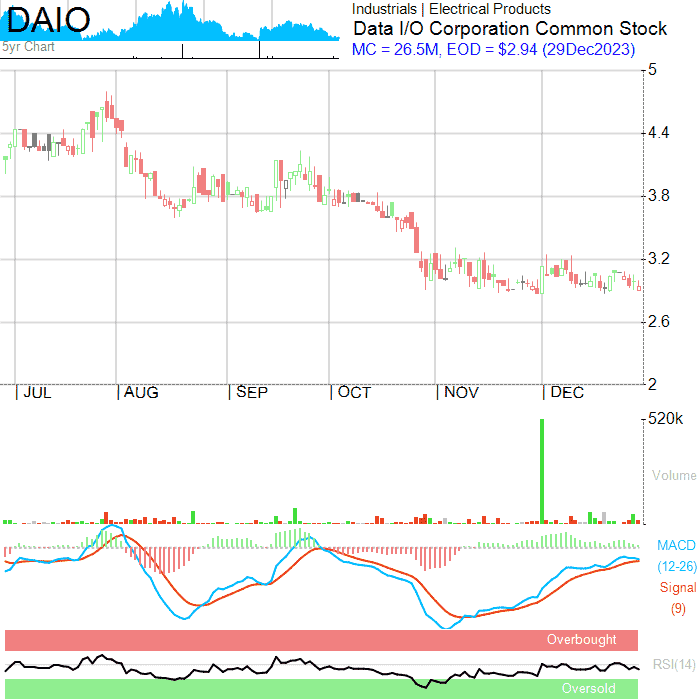 DAIO
5yr Chart
Industrials | Electrical Products
Data I/O Corporation Common Stock
MC = 26.5M, EOD = $2.94 (29Dec2023)
5
4.4
3.8
3.2
2.6
2
| JUL | AUG | SEP | OCT | NOV | DEC
520k
Volume
MACD
(12-26)
Signal
(9)
Overbought
RSI(14)
Oversold